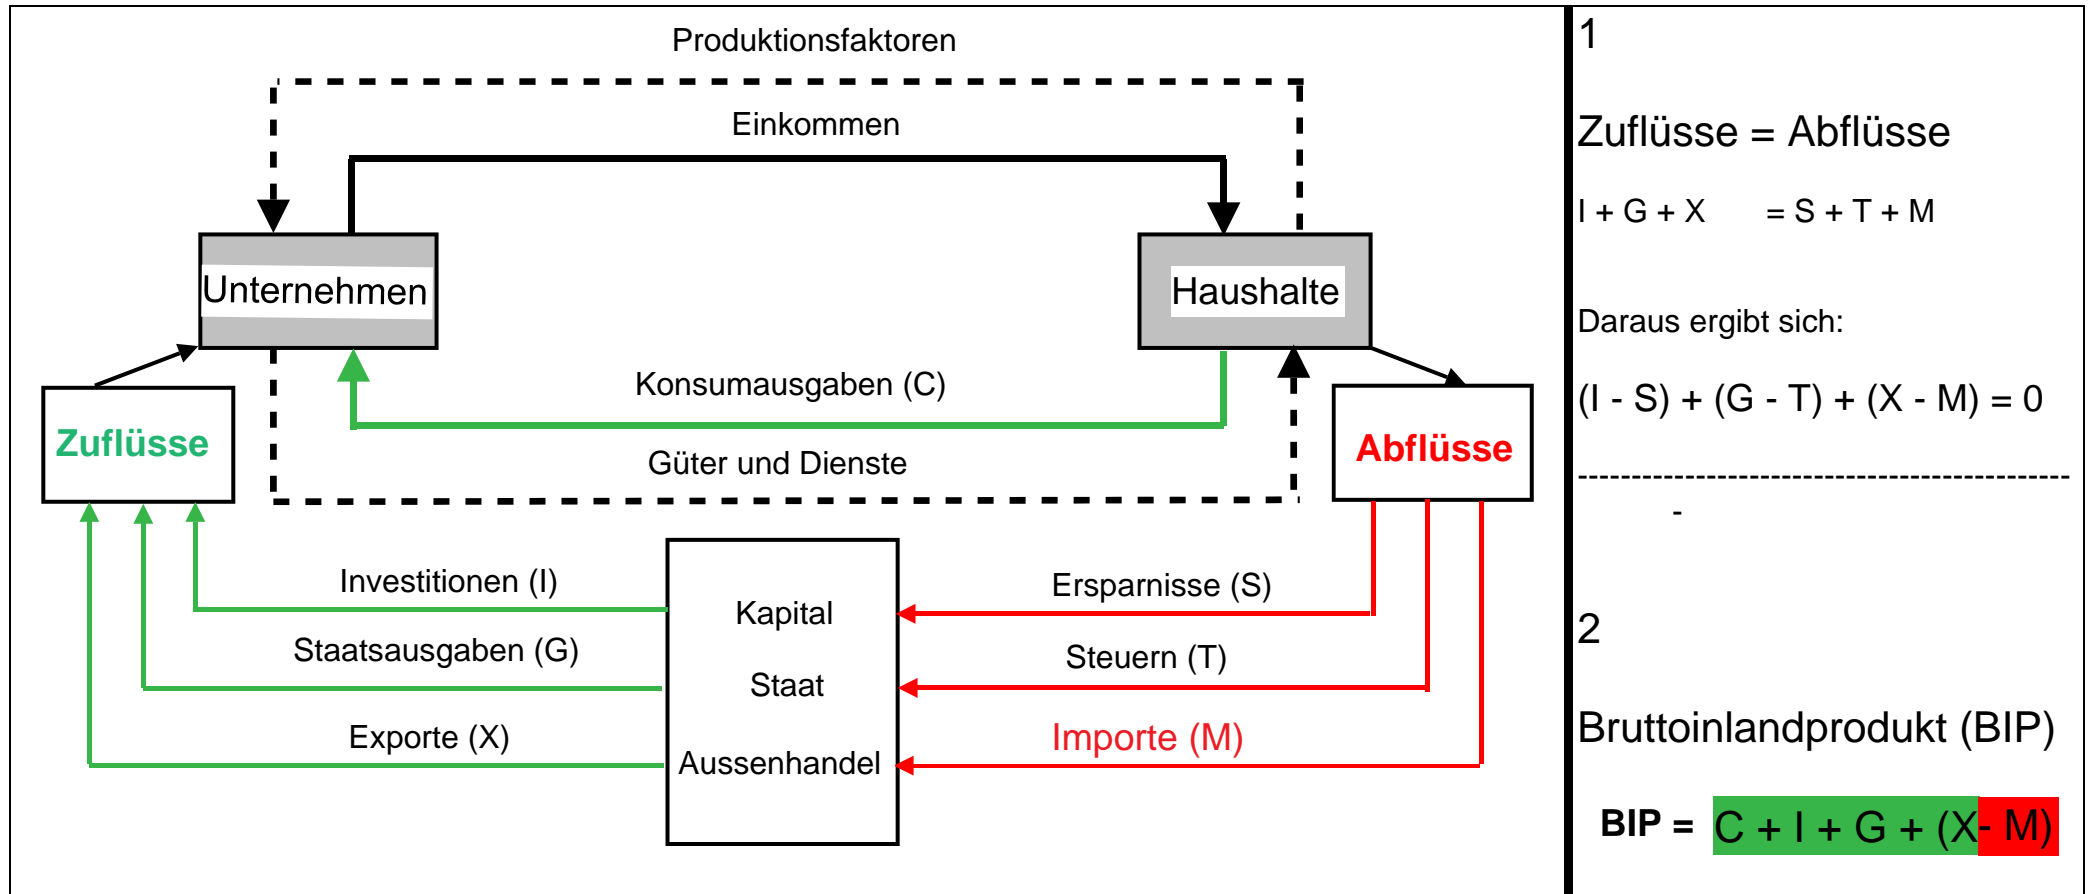 Produktionsfaktoren
Einkommen
Unternehmen
Haushalte
Konsumausgaben (C)
Zuflüsse
Güter und Dienste
Abflüsse
Investitionen (I)
Ersparnisse (S)
Kapital
Staatsausgaben (G)
Steuern (T)
Staat
Exporte (X)
Importe (M)
Aussenhandel
1
Zuflüsse = Abflüsse
I + G + X = S + T + M
Daraus ergibt sich:
(I - S) + (G - T) + (X - M) = 0
----------------------------------------------
-
2
Bruttoinlandprodukt (BIP)
BIP = C + I + G + (X- M)